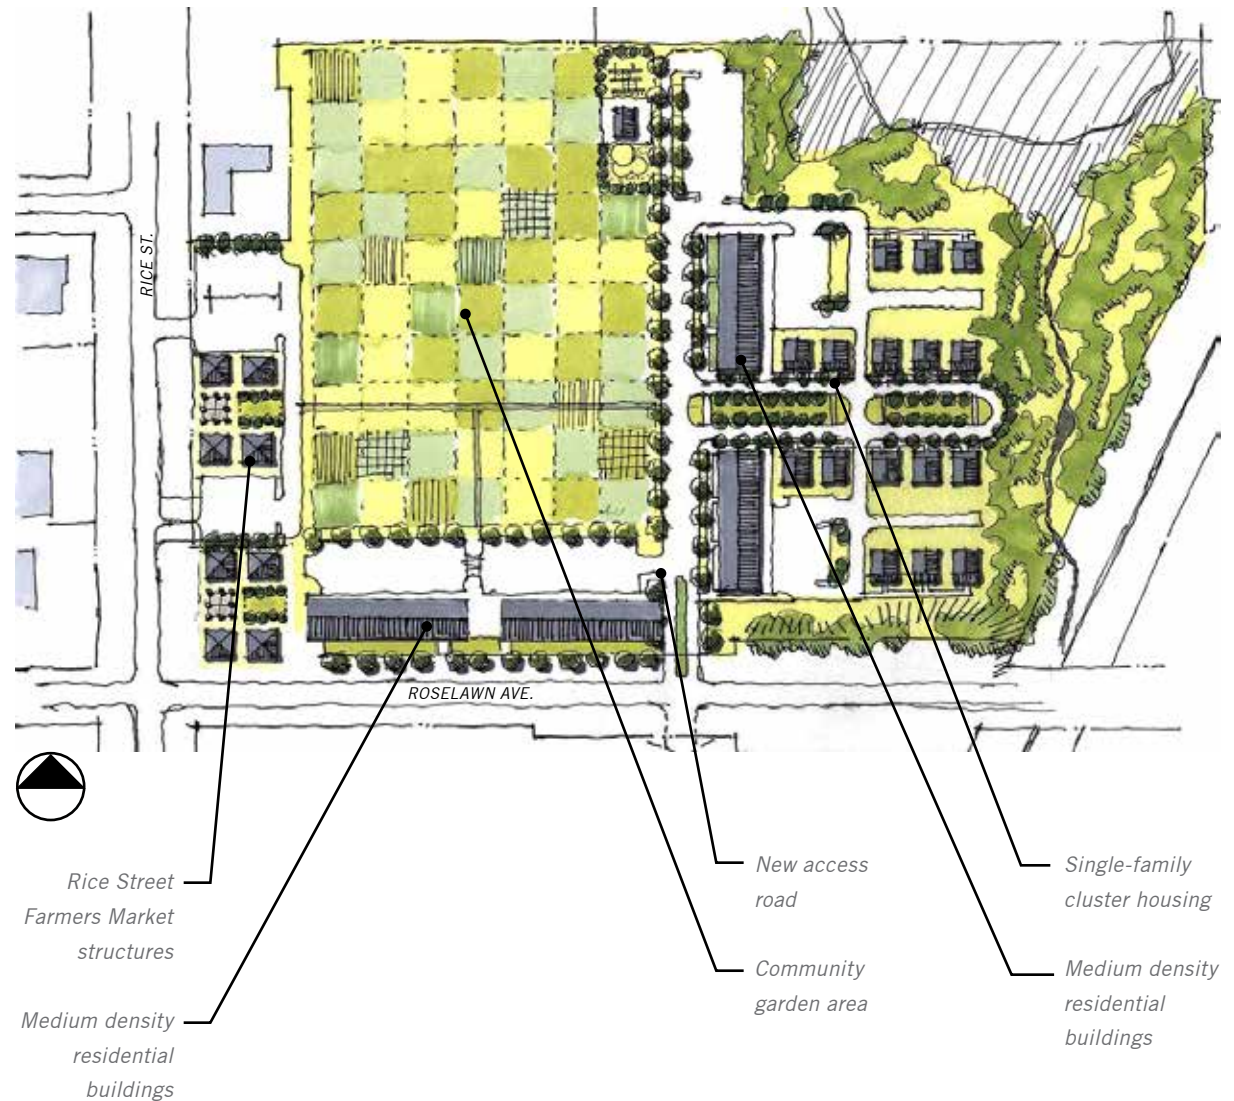 RICE ST.
ROSELAWN AVE.
Rice Street
Farmers Market
structures
Medium density
residential
buildings
New access
road
Community
garden area
Single-family
cluster housing
Medium density
residential
buildings